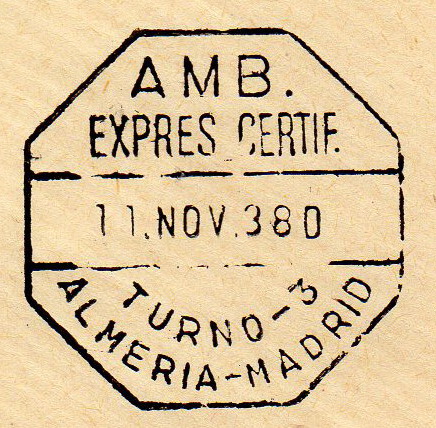 AMB.
EXPRES CERTIF.
11.NOV.380
TURNO-3
ALMERIA-MADRID